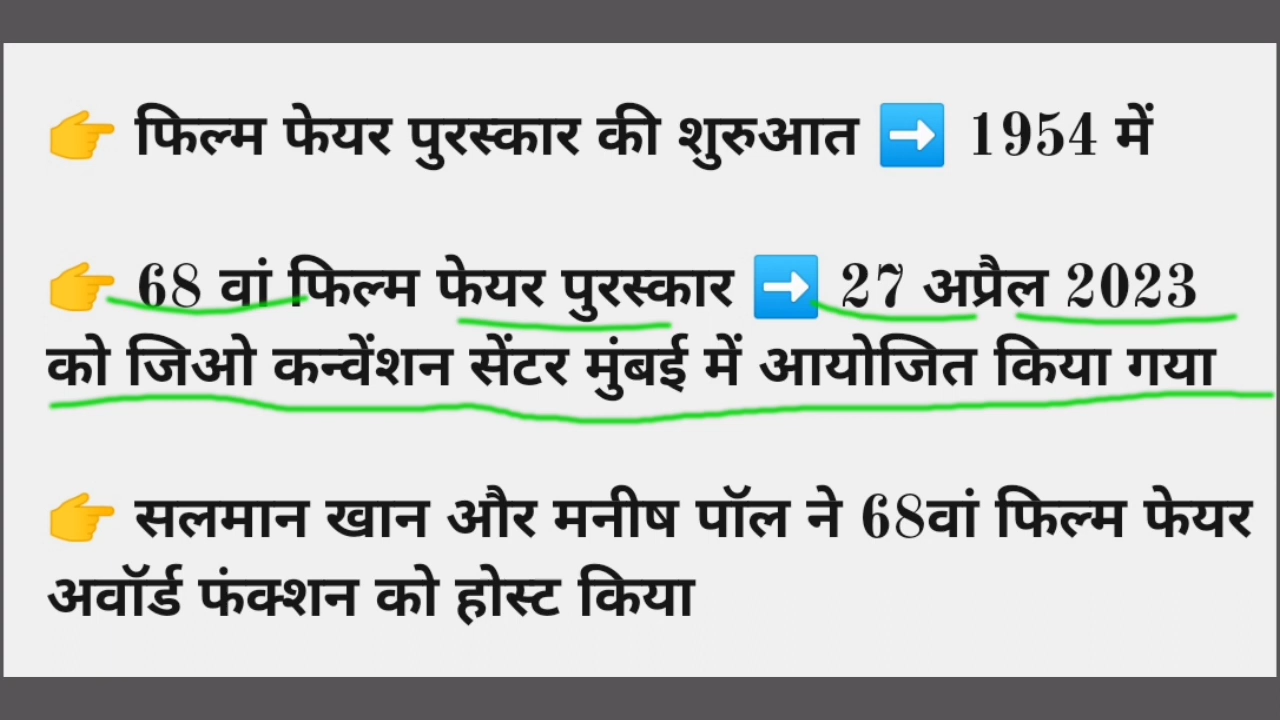 👉 फिल्म फेयर पुरस्कार की शुरुआत ➡️ 1954 में
👉 68 वां फिल्म फेयर पुरस्कार ➡️ 27 अप्रैल 2023
को जिओ कन्वेंशन सेंटर मुंबई में आयोजित किया गया
👉 सलमान खान और मनीष पॉल ने 68वां फिल्म फेयर
अवॉर्ड फंक्शन को होस्ट किया